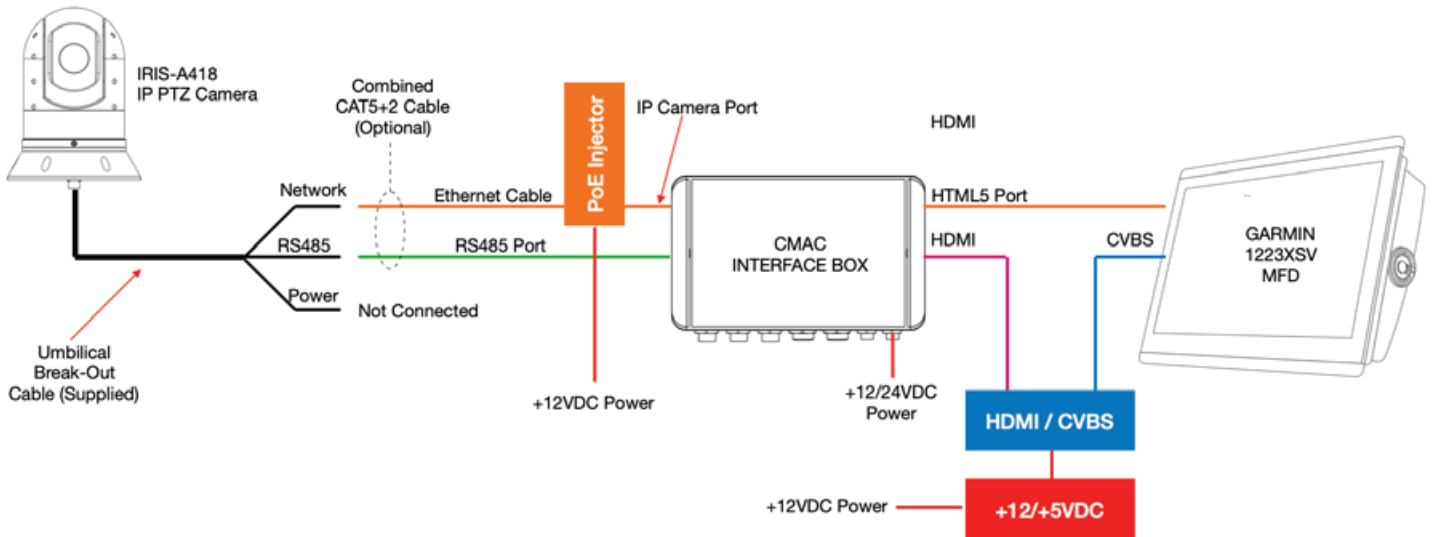 IRIS-A418
IP PTZ Camera
Combined
CAT5+2 Cable
(Optional)
PoE Injector
IP Camera Port
HDMI
Network
Ethernet Cable
HTML5 Port
RS485
RS485 Port
CMAC
INTERFACE BOX
HDMI
CVBS
GARMIN
1223XSV
MFD
Power
Not Connected
Umbilical
Break-Out
Cable (Supplied)
+12VDC Power
+12/24VDC
Power
HDMI / CVBS
+12VDC Power
+12/+5VDC